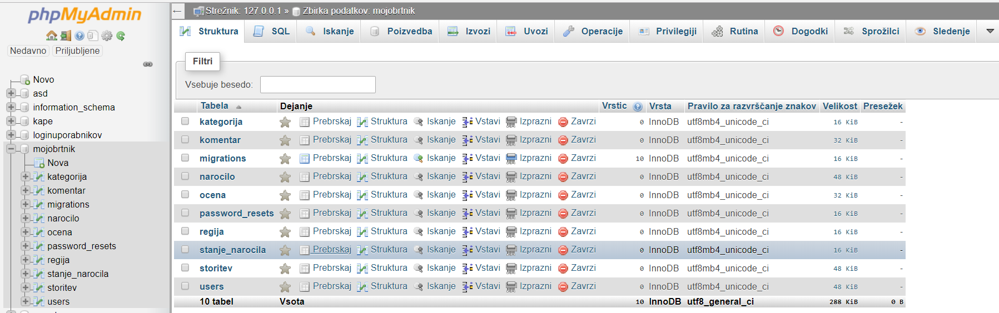 phpMyAdmin
Nedavno Priljubljene
Novo
asd
information_schema
kape
loginuporabnikov
mojobrtnik
Nova
kategorija
komentar
migrations
narocilo
ocena
password_resets
regija
stanje_narocila
storitev
users
← Strežnik: 127.0.0.1 » Zbirka podatkov: mojobrtnik
Struktura SQL Iskanje Poizvedba Izvozi Uvozi Operacije Privilegiji Rutina Dogodki Sprožilci Sledenje
Filtri
Vsebuje besedo:
Tabela Dejanje Vrstic Vrsta Pravilo za razvrščanje znakov Velikost Presežek
kategorija Prebrskaj Struktura Iskanje Vstavi Izprazni Zavrzi 0 InnoDB utf8mb4_unicode_ci 16 KiB -
komentar Prebrskaj Struktura Iskanje Vstavi Izprazni Zavrzi 0 InnoDB utf8mb4_unicode_ci 32 KiB -
migrations Prebrskaj Struktura Iskanje Vstavi Izprazni Zavrzi 10 InnoDB utf8mb4_unicode_ci 16 KiB -
narocilo Prebrskaj Struktura Iskanje Vstavi Izprazni Zavrzi 0 InnoDB utf8mb4_unicode_ci 48 KiB -
ocena Prebrskaj Struktura Iskanje Vstavi Izprazni Zavrzi 0 InnoDB utf8mb4_unicode_ci 32 KiB -
password_resets Prebrskaj Struktura Iskanje Vstavi Izprazni Zavrzi 0 InnoDB utf8mb4_unicode_ci 16 KiB -
regija Prebrskaj Struktura Iskanje Vstavi Izprazni Zavrzi 0 InnoDB utf8mb4_unicode_ci 16 KiB -
stanje_narocila Prebrskaj Struktura Iskanje Vstavi Izprazni Zavrzi 0 InnoDB utf8mb4_unicode_ci 16 KiB -
storitev Prebrskaj Struktura Iskanje Vstavi Izprazni Zavrzi 0 InnoDB utf8mb4_unicode_ci 48 KiB -
users Prebrskaj Struktura Iskanje Vstavi Izprazni Zavrzi 0 InnoDB utf8mb4_unicode_ci 48 KiB -
10 tabel Vsota 10 InnoDB utf8_general_ci 288 KiB 0 B